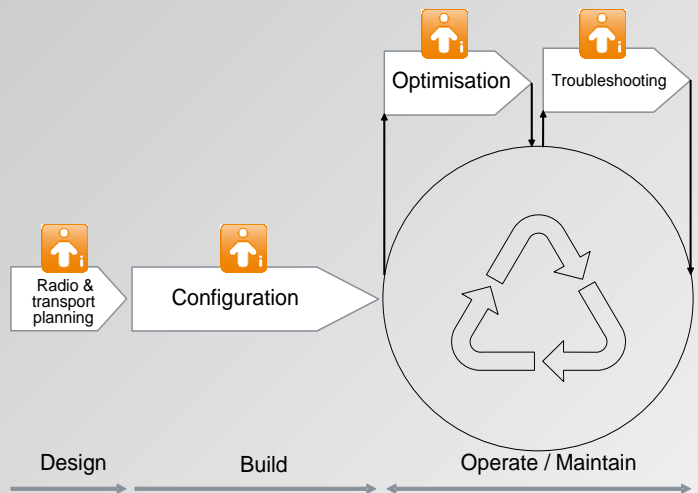 i
i
Optimisation
Troubleshooting
i
i
Radio &
transport
planning
Configuration
Design
Build
Operate / Maintain